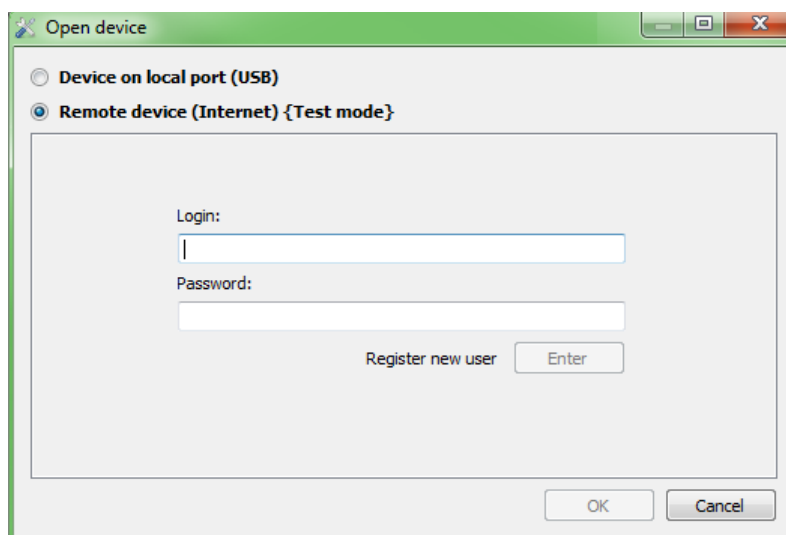 Open device
Device on local port (USB)
Remote device (Internet) {Test mode}
Login:
Password:
Register new user Enter
OK Cancel